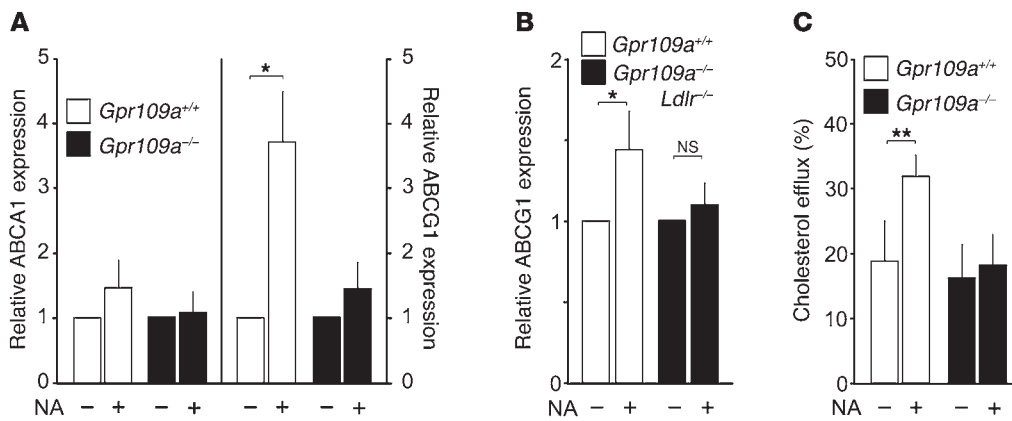 A
Relative ABCA1 expression
5
4
3
2
1
0
Gpr109a+/+
Gpr109a−/−
*
5
4
3
2
1
0
Relative ABCG1 expression
NA − + − + − + − +
B
Relative ABCG1 expression
2
1
0
Gpr109a+/+
Gpr109a−/−
Ldlr−/−
*
NS
NA − + − +
C
Cholesterol efflux (%)
50
40
30
20
10
0
Gpr109a+/+
Gpr109a−/−
**
NA − + − +